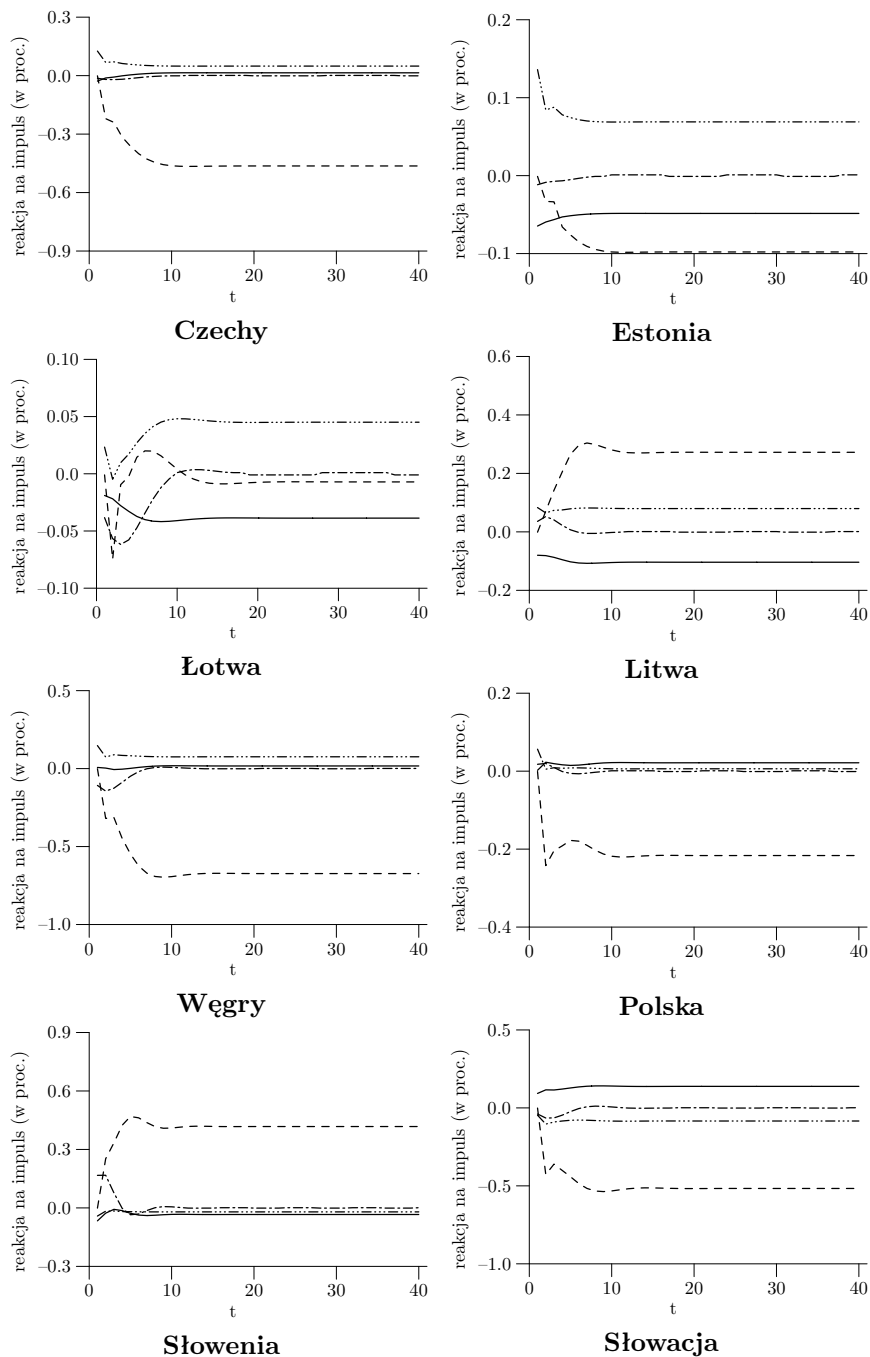 reakcja na impuls (w proc.)
0.3
0.0
–0.3
–0.6
–0.9
0 10 20 30 40
t
Czechy
reakcja na impuls (w proc.)
0.2
0.1
0.0
–0.1
0 10 20 30 40
t
Estonia
reakcja na impuls (w proc.)
0.10
0.05
0.0
–0.05
–0.10
0 10 20 30 40
t
Łotwa
reakcja na impuls (w proc.)
0.6
0.4
0.2
0.0
–0.2
0 10 20 30 40
t
Litwa
reakcja na impuls (w proc.)
0.5
0.0
–0.5
–1.0
0 10 20 30 40
t
Węgry
reakcja na impuls (w proc.)
0.2
0.0
–0.2
–0.4
0 10 20 30 40
t
Polska
reakcja na impuls (w proc.)
0.9
0.6
0.3
0.0
–0.3
0 10 20 30 40
t
Słowenia
reakcja na impuls (w proc.)
0.5
0.0
–0.5
–1.0
0 10 20 30 40
t
Słowacja